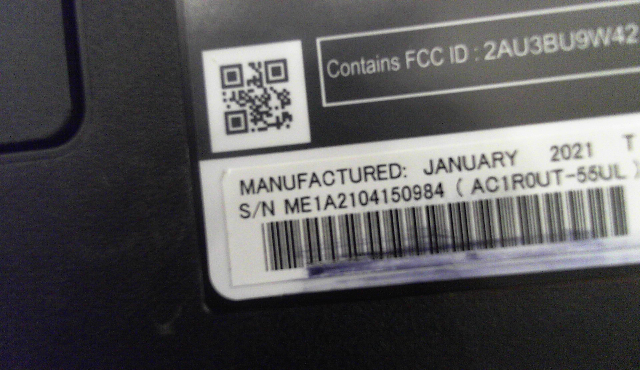 Contains FCC ID : 2AU3BU9W42
MANUFACTURED: JANUARY 2021 T
S/N ME1A2104150984 ( AC1R0UT-55UL )